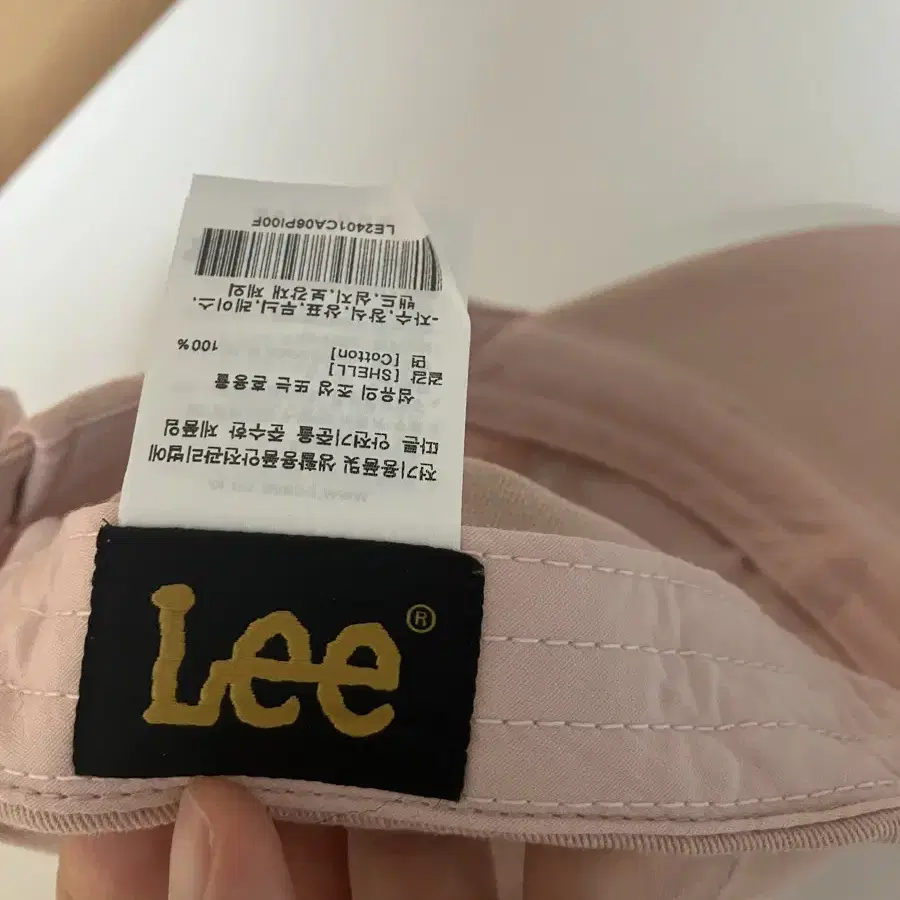 전기용품및 생활용품안전관리법에
따른 안전기준을 준수한 제품임
섬유의 조성 또는 혼용율
겉감 [SHELL]
면 [Cotton] 100%
-자수,장식,상표,무늬,레이스,
밴드,심지,보강재 제외
LE2401CA06PI00F
Lee®